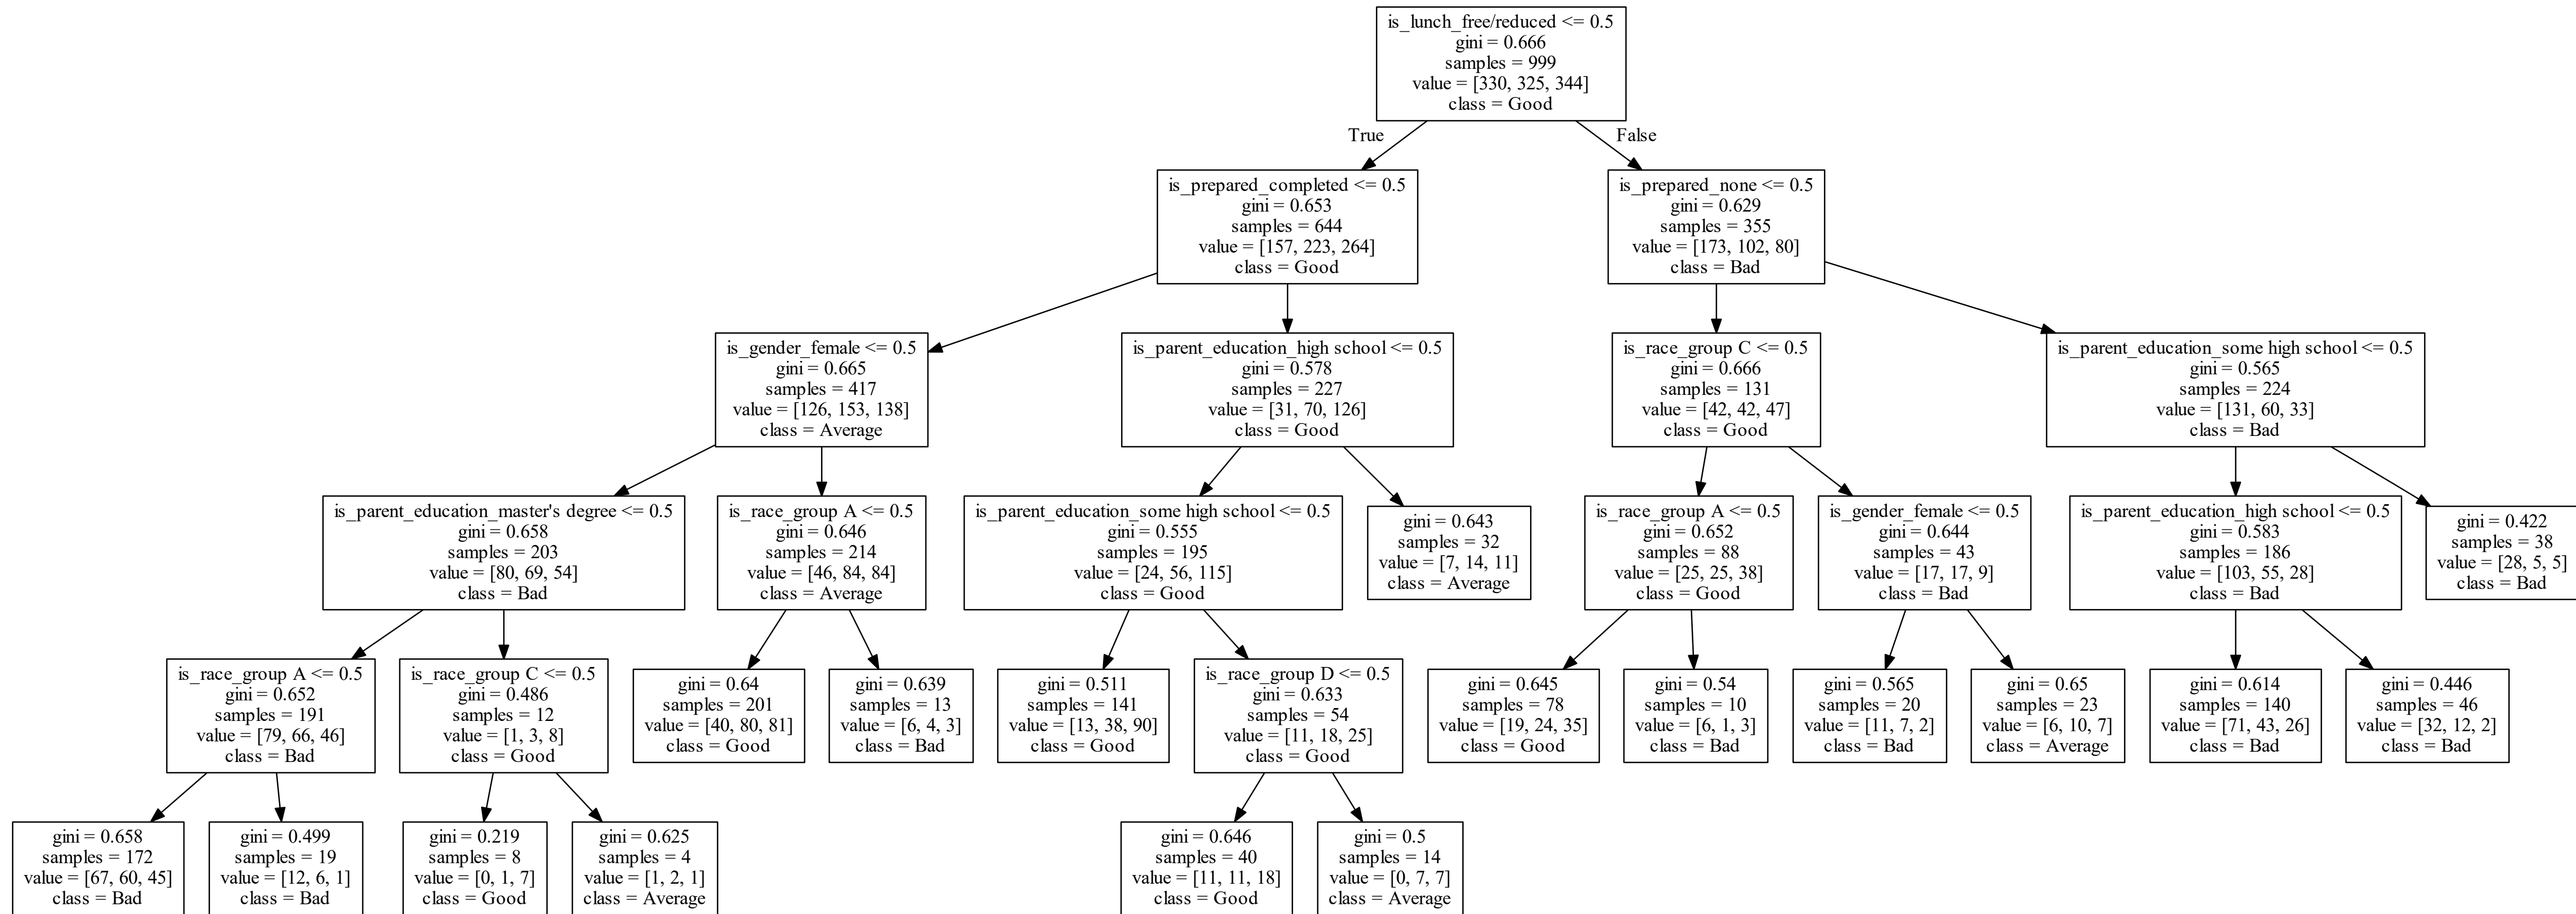 is_lunch_free/reduced <= 0.5
gini = 0.666
samples = 999
value = [330, 325, 344]
class = Good
True
False
is_prepared_completed <= 0.5
gini = 0.653
samples = 644
value = [157, 223, 264]
class = Good
is_prepared_none <= 0.5
gini = 0.629
samples = 355
value = [173, 102, 80]
class = Bad
is_gender_female <= 0.5
gini = 0.665
samples = 417
value = [126, 153, 138]
class = Average
is_parent_education_high school <= 0.5
gini = 0.578
samples = 227
value = [31, 70, 126]
class = Good
is_race_group C <= 0.5
gini = 0.666
samples = 131
value = [42, 42, 47]
class = Good
is_parent_education_some high school <= 0.5
gini = 0.565
samples = 224
value = [131, 60, 33]
class = Bad
is_parent_education_master's degree <= 0.5
gini = 0.658
samples = 203
value = [80, 69, 54]
class = Bad
is_race_group A <= 0.5
gini = 0.646
samples = 214
value = [46, 84, 84]
class = Average
is_parent_education_some high school <= 0.5
gini = 0.555
samples = 195
value = [24, 56, 115]
class = Good
gini = 0.643
samples = 32
value = [7, 14, 11]
class = Average
is_race_group A <= 0.5
gini = 0.652
samples = 88
value = [25, 25, 38]
class = Good
is_gender_female <= 0.5
gini = 0.644
samples = 43
value = [17, 17, 9]
class = Bad
is_parent_education_high school <= 0.5
gini = 0.583
samples = 186
value = [103, 55, 28]
class = Bad
gini = 0.422
samples = 38
value = [28, 5, 5]
class = Bad
is_race_group A <= 0.5
gini = 0.652
samples = 191
value = [79, 66, 46]
class = Bad
is_race_group C <= 0.5
gini = 0.486
samples = 12
value = [1, 3, 8]
class = Good
gini = 0.64
samples = 201
value = [40, 80, 81]
class = Good
gini = 0.639
samples = 13
value = [6, 4, 3]
class = Bad
gini = 0.511
samples = 141
value = [13, 38, 90]
class = Good
is_race_group D <= 0.5
gini = 0.633
samples = 54
value = [11, 18, 25]
class = Good
gini = 0.645
samples = 78
value = [19, 24, 35]
class = Good
gini = 0.54
samples = 10
value = [6, 1, 3]
class = Bad
gini = 0.565
samples = 20
value = [11, 7, 2]
class = Bad
gini = 0.65
samples = 23
value = [6, 10, 7]
class = Average
gini = 0.614
samples = 140
value = [71, 43, 26]
class = Bad
gini = 0.446
samples = 46
value = [32, 12, 2]
class = Bad
gini = 0.658
samples = 172
value = [67, 60, 45]
class = Bad
gini = 0.499
samples = 19
value = [12, 6, 1]
class = Bad
gini = 0.219
samples = 8
value = [0, 1, 7]
class = Good
gini = 0.625
samples = 4
value = [1, 2, 1]
class = Average
gini = 0.646
samples = 40
value = [11, 11, 18]
class = Good
gini = 0.5
samples = 14
value = [0, 7, 7]
class = Average